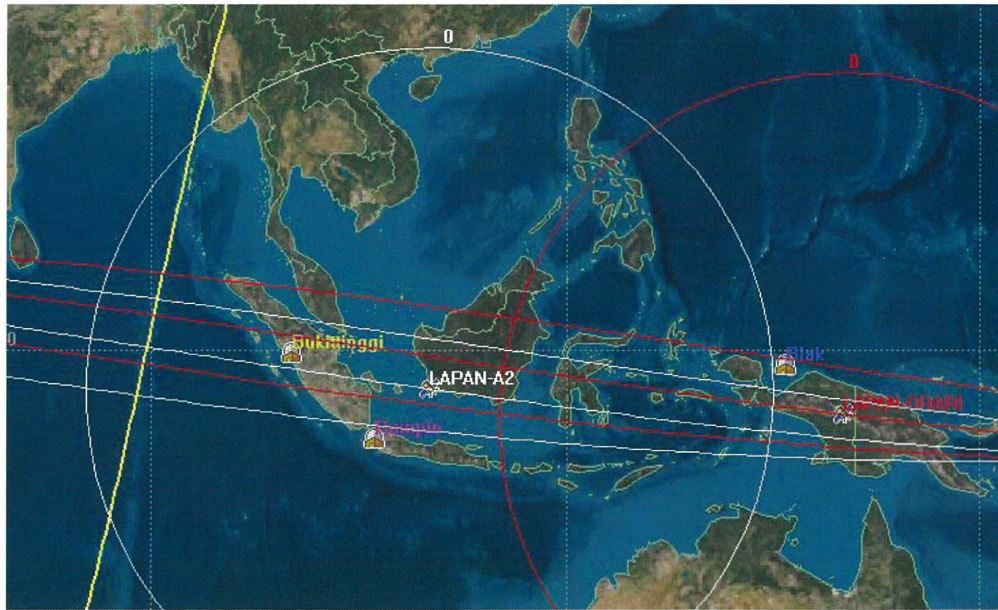 0
0
0
Bukittinggi
Biak
LAPAN-A2
LAPAN-ORARI
Rumpin